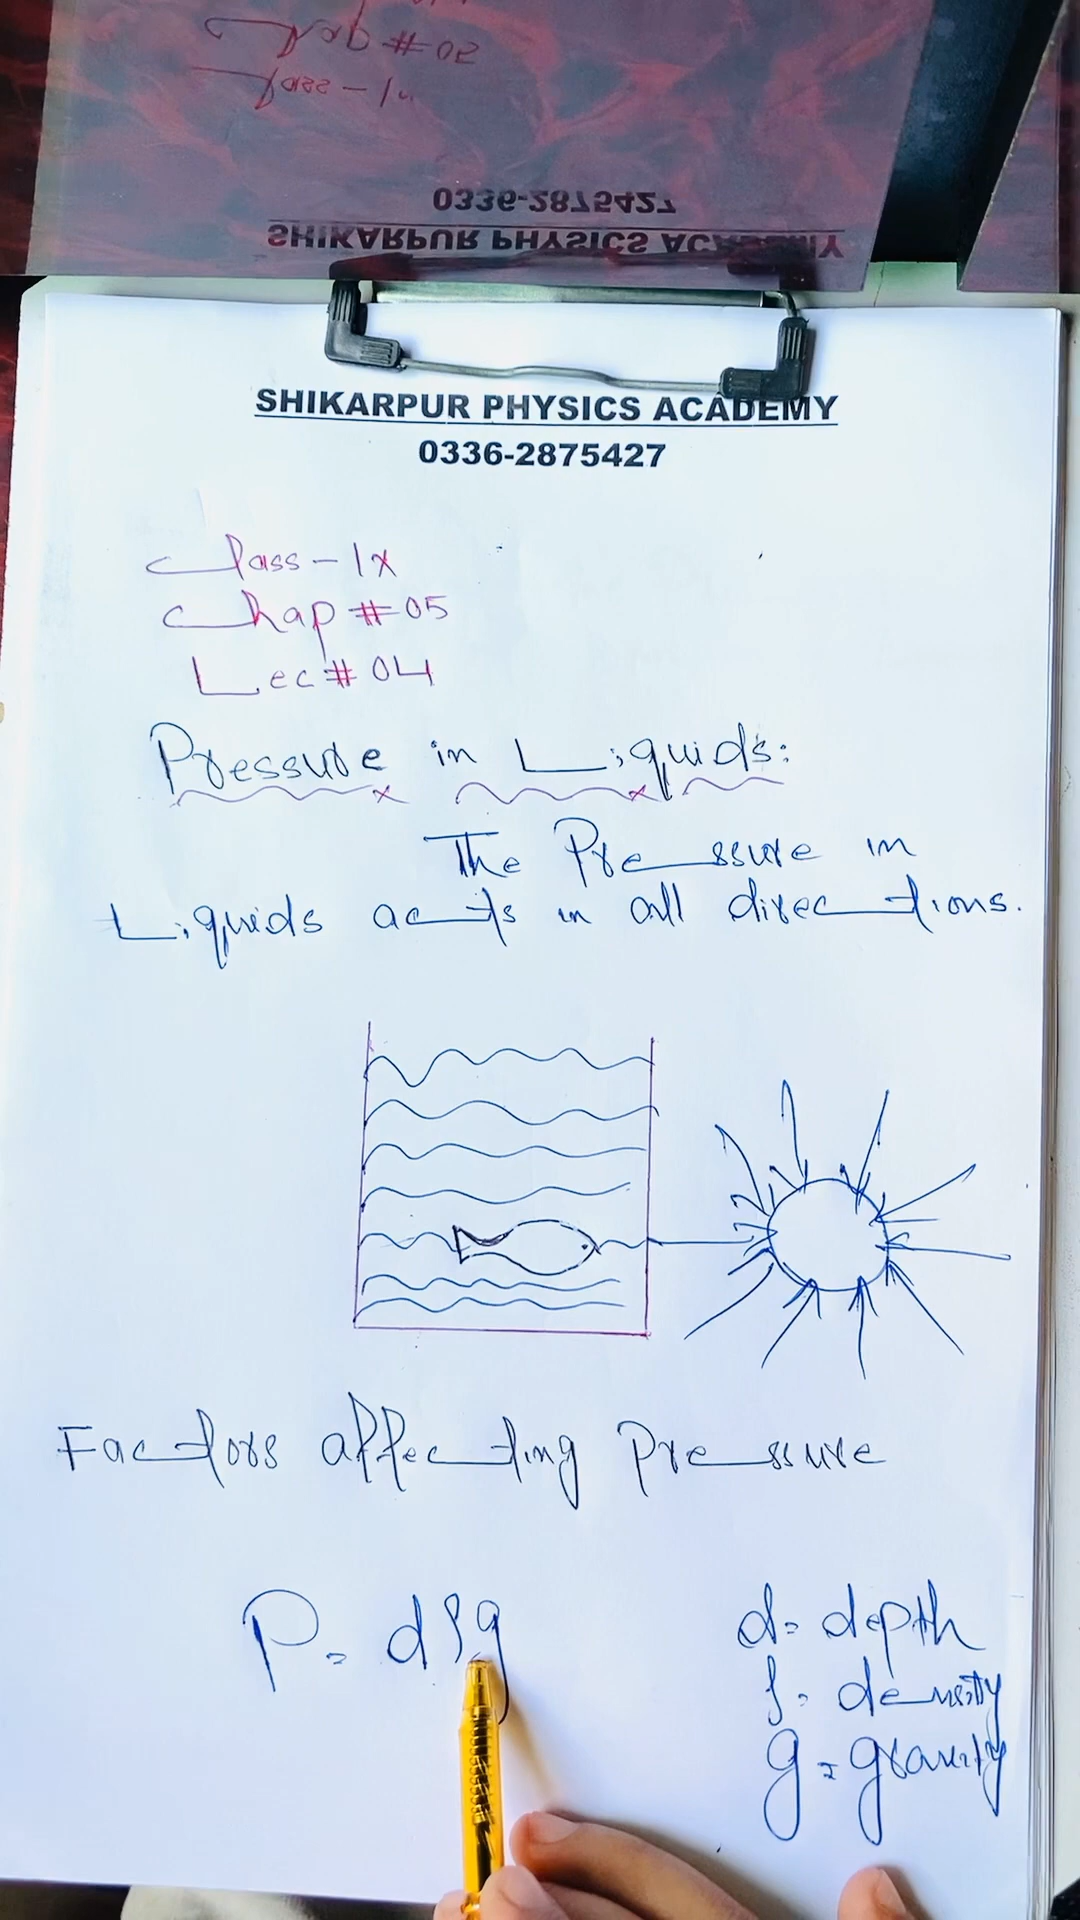 Chap # 05
Class - IX
0336-2875427
SHIKARPUR PHYSICS ACADEMY
SHIKARPUR PHYSICS ACADEMY
0336-2875427
Class - IX
Chap # 05
Lec # 04
Pressure in Liquids:
The Pressure in
Liquids acts in all directions.
Factors affecting Pressure
P = dρg
d = depth
ρ = density
g = gravity